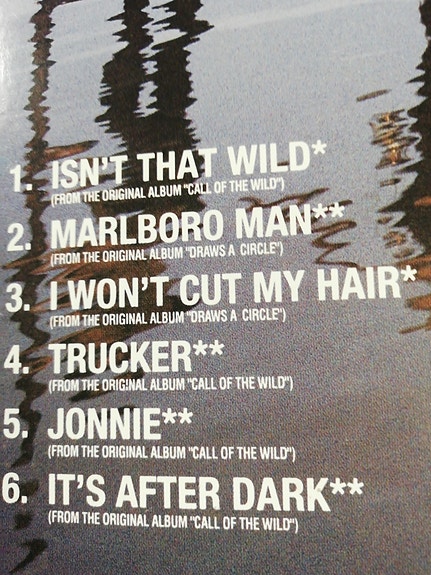 1. ISN'T THAT WILD*
(FROM THE ORIGINAL ALBUM "CALL OF THE WILD")
2. MARLBORO MAN**
(FROM THE ORIGINAL ALBUM "DRAWS A CIRCLE")
3. I WON'T CUT MY HAIR*
(FROM THE ORIGINAL ALBUM "DRAWS A CIRCLE")
4. TRUCKER**
(FROM THE ORIGINAL ALBUM "CALL OF THE WILD")
5. JONNIE**
(FROM THE ORIGINAL ALBUM "CALL OF THE WILD")
6. IT'S AFTER DARK**
(FROM THE ORIGINAL ALBUM "CALL OF THE WILD")